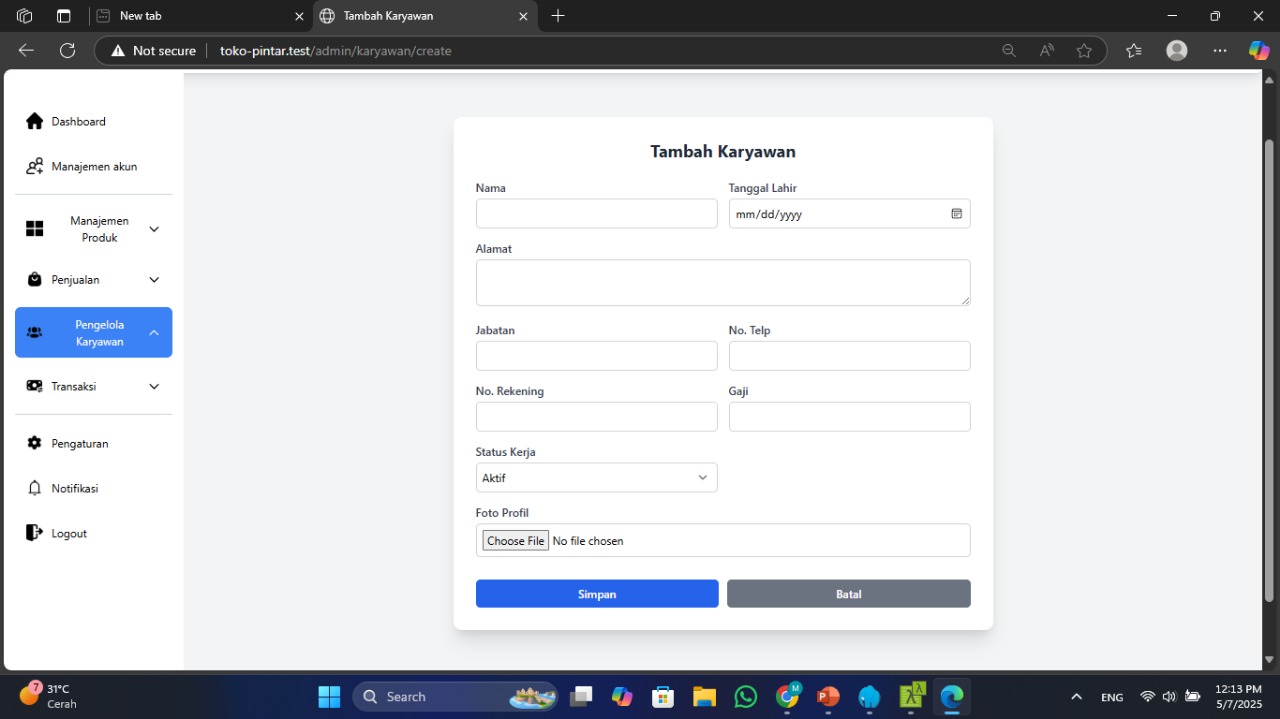 New tab
Tambah Karyawan
Not secure
toko-pintar.test/admin/karyawan/create
Dashboard
Manajemen akun
Manajemen
Produk
Penjualan
Pengelola
Karyawan
Transaksi
Pengaturan
Notifikasi
Logout
Tambah Karyawan
Nama
Tanggal Lahir
mm/dd/yyyy
Alamat
Jabatan
No. Telp
No. Rekening
Gaji
Status Kerja
Aktif
Foto Profil
Choose File No file chosen
Simpan
Batal
7
31°C
Cerah
Search
M
ENG
12:13 PM
5/7/2025